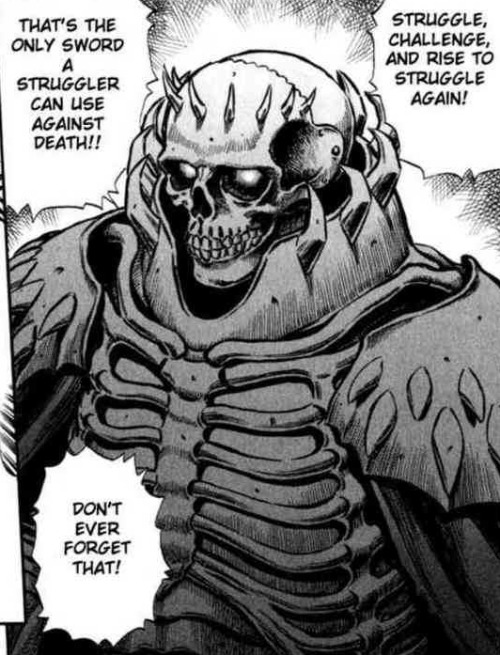 STRUGGLE,
CHALLENGE,
AND RISE TO
STRUGGLE
AGAIN!
THAT'S THE
ONLY SWORD
A
STRUGGLER
CAN USE
AGAINST
DEATH!!
DON'T
EVER
FORGET
THAT!